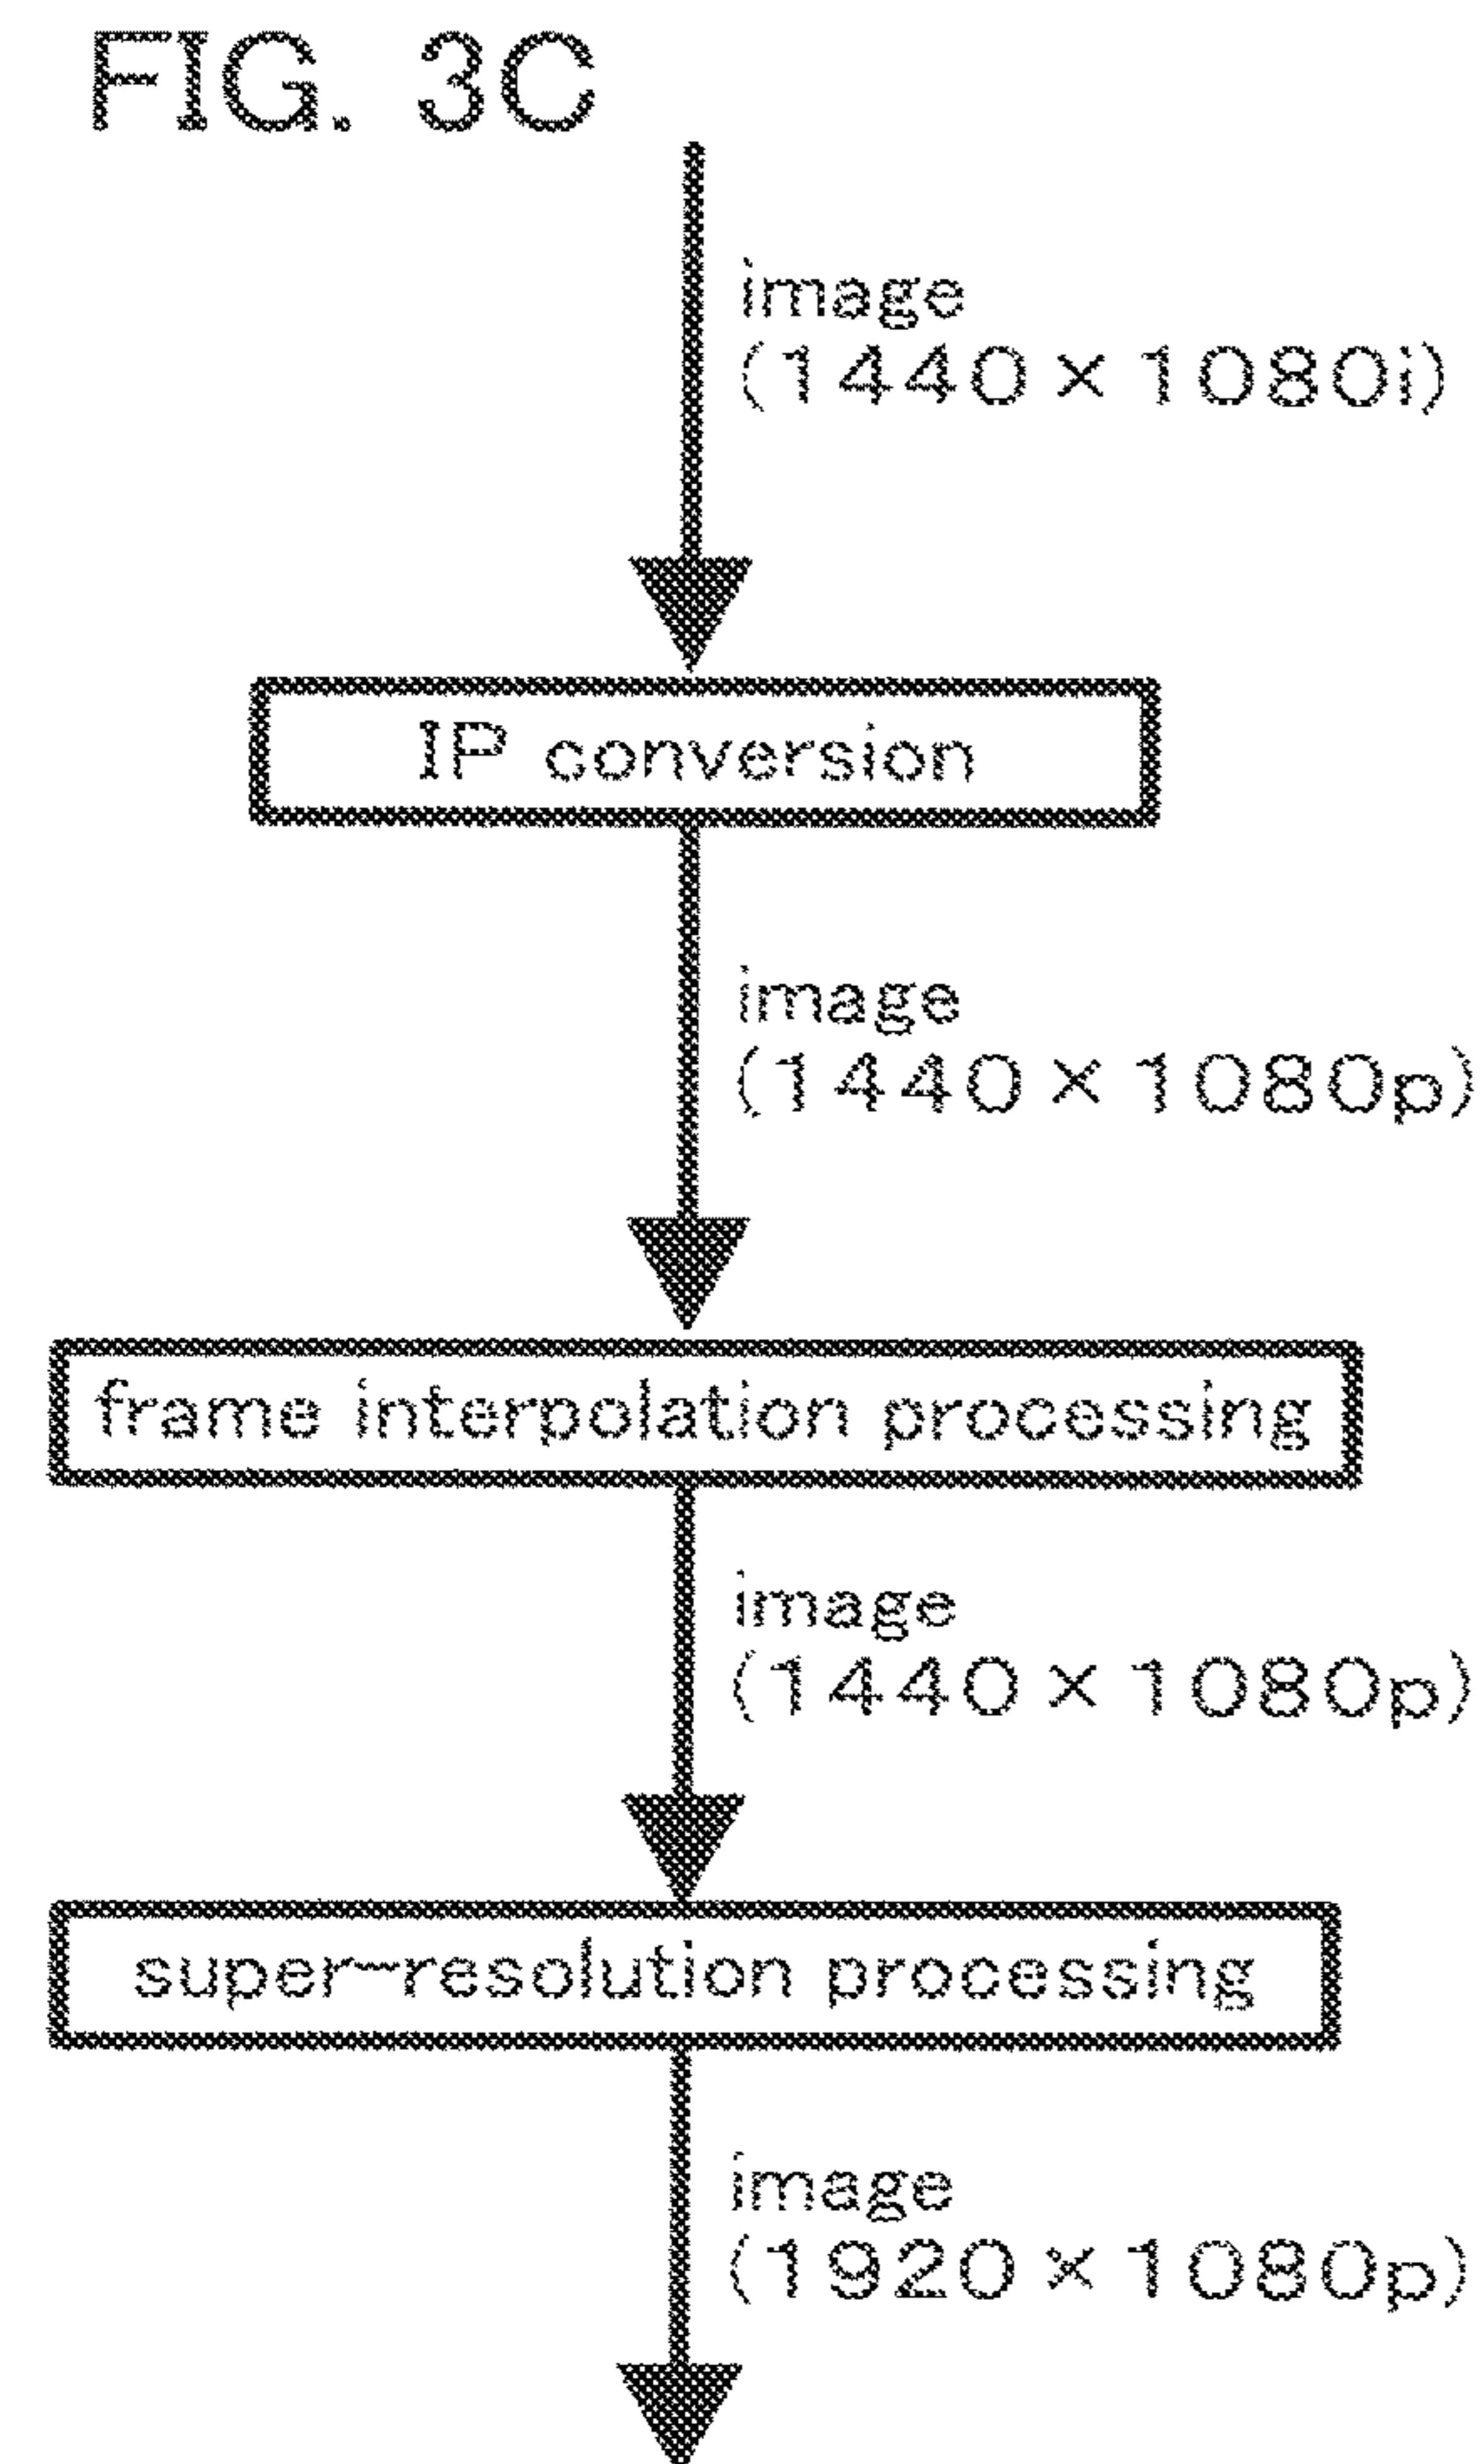 FIG. 3C
image
(1440×1080i)
IP conversion
image
(1440×1080p)
frame interpolation processing
image
(1440×1080p)
super-resolution processing
image
(1920×1080p)